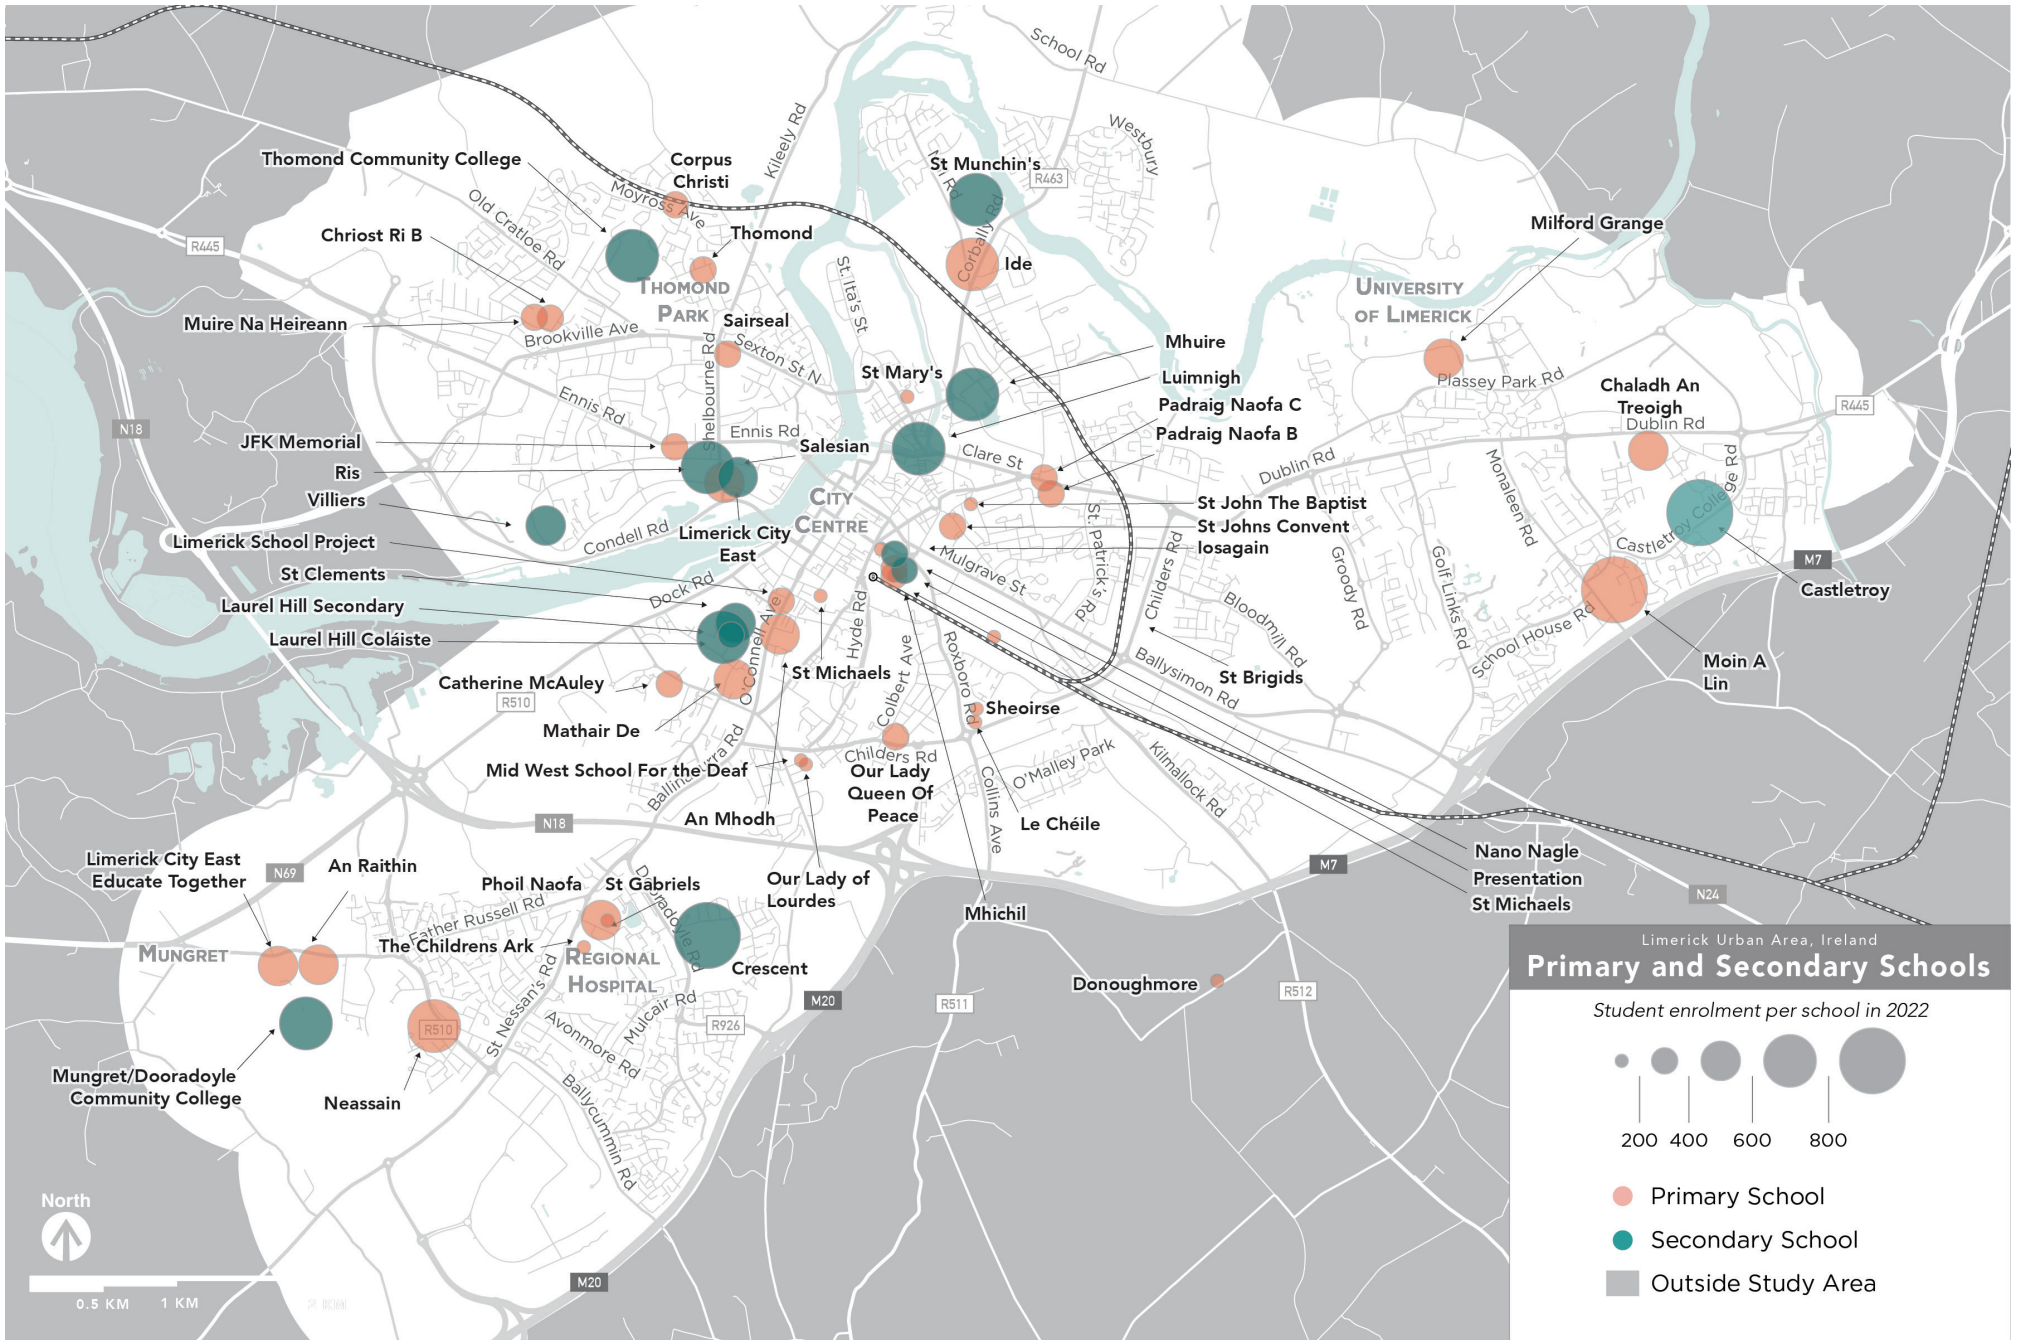 School Rd
Kileely Rd
Westbury
Thomond Community College
Corpus
Christi
St Munchin's
R463
Moyross Ave
Old Cratloe Rd
Corbally Rd
Milford Grange
Chriost Ri B
Thomond
R445
Ide
St. Ita's St
THOMOND
PARK
UNIVERSITY
OF LIMERICK
Muire Na Heireann
Sairseal
Brookville Ave
Shelbourne Rd
Sexton St N
Mhuire
St Mary's
Luimnigh
Plassey Park Rd
Chaladh An
Treoigh
Dublin Rd
R445
Ennis Rd
Padraig Naofa C
Padraig Naofa B
N18
JFK Memorial
Ennis Rd
Salesian
Clare St
Dublin Rd
Monaleen Rd
Castletroy College Rd
Ris
Villiers
CITY
CENTRE
St John The Baptist
St Johns Convent
Iosagain
Limerick City
East
Condell Rd
St. Patrick's Rd
Childers Rd
Groody Rd
Golf Links Rd
Limerick School Project
Mulgrave St
M7
St Clements
Dock Rd
Castletroy
Laurel Hill Secondary
Hyde Rd
Bloodmill Rd
School House Rd
Laurel Hill Coláiste
O'Connell Ave
Colbert Ave
Roxboro Rd
Ballysimon Rd
St Michaels
St Brigids
Moin A
Lin
Catherine McAuley
R510
Sheoirse
Mathair De
Childers Rd
O'Malley Park
Kilmallock Rd
Mid West School For the Deaf
Our Lady
Queen Of
Peace
Collins Ave
An Mhodh
Le Chéile
N18
Nano Nagle
Presentation
St Michaels
Limerick City East
Educate Together
An Raithin
N69
M7
N24
Phoil Naofa
St Gabriels
Dooradoyle Rd
Our Lady of
Lourdes
Mhichil
Father Russell Rd
The Childrens Ark
MUNGRET
REGIONAL
HOSPITAL
Crescent
Donoughmore
St Nessan's Rd
Mulcair Rd
M20
R511
R512
R510
R926
Avonmore Rd
Mungret/Dooradoyle
Community College
Neassain
Ballycummin Rd
Limerick Urban Area, Ireland
Primary and Secondary Schools
Student enrolment per school in 2022
200 400 600 800
Primary School
Secondary School
Outside Study Area
North
0.5 KM 1 KM
2 KM
M20